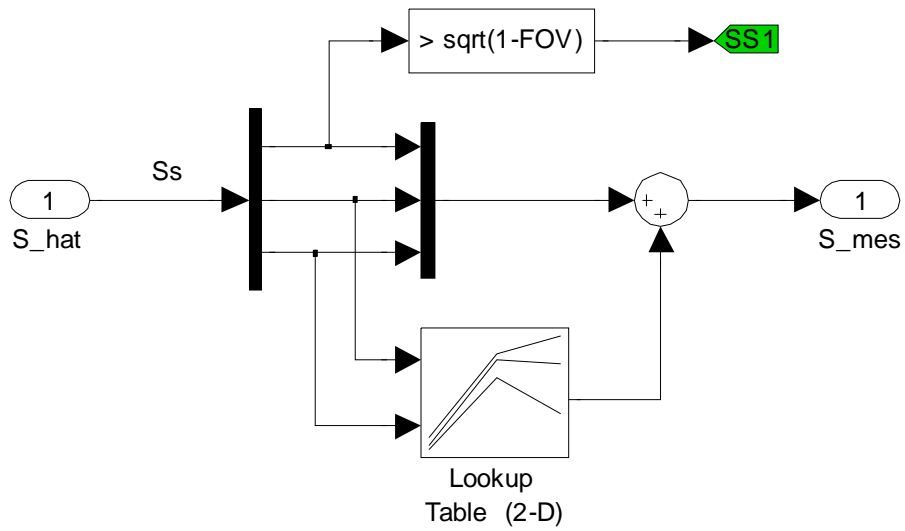 > sqrt(1-FOV)
SS1
Ss
1
S_hat
+
+
1
S_mes
Lookup
Table (2-D)